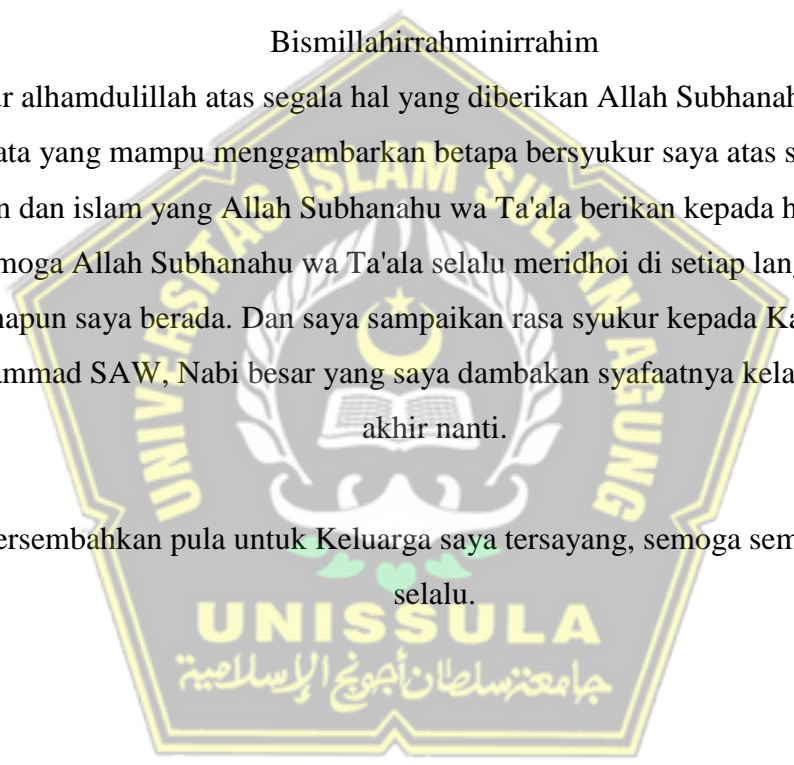 Bismillahirrahminirrahim
ur alhamdulillah atas segala hal yang diberikan Allah Subhanah
ata yang mampu menggambarkan betapa bersyukur saya atas s
n dan islam yang Allah Subhanahu wa Ta'ala berikan kepada h
moga Allah Subhanahu wa Ta'ala selalu meridhoi di setiap lang
napun saya berada. Dan saya sampaikan rasa syukur kepada Ka
ammad SAW, Nabi besar yang saya dambakan syafaatnya kela
akhir nanti.
ersembahkan pula untuk Keluarga saya tersayang, semoga sem
selalu.
UNIVERSITAS ISLAM SULTAN AGUNG
UNISSULA
جامعة سلطان أجونج الإسلامية